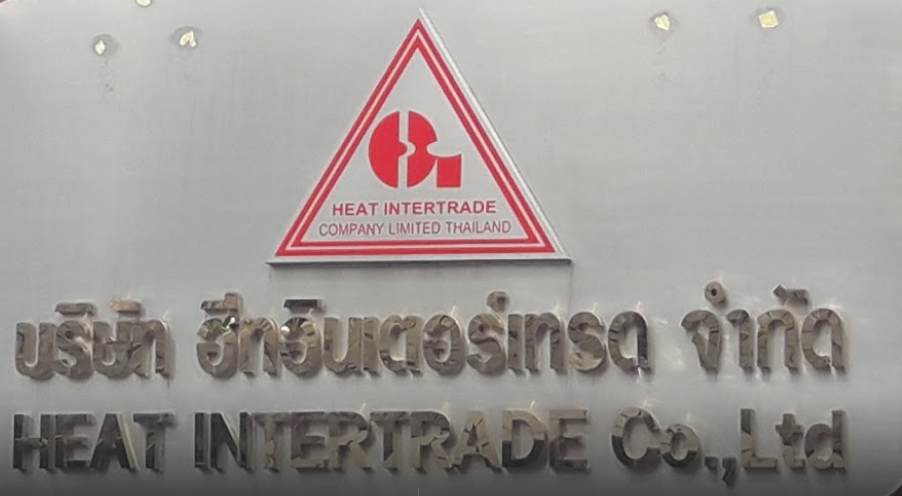 HEAT INTERTRADE
COMPANY LIMITED THAILAND
บริษัท ฮีทอินเตอร์เทรด จำกัด
HEAT INTERTRADE Co.,Ltd